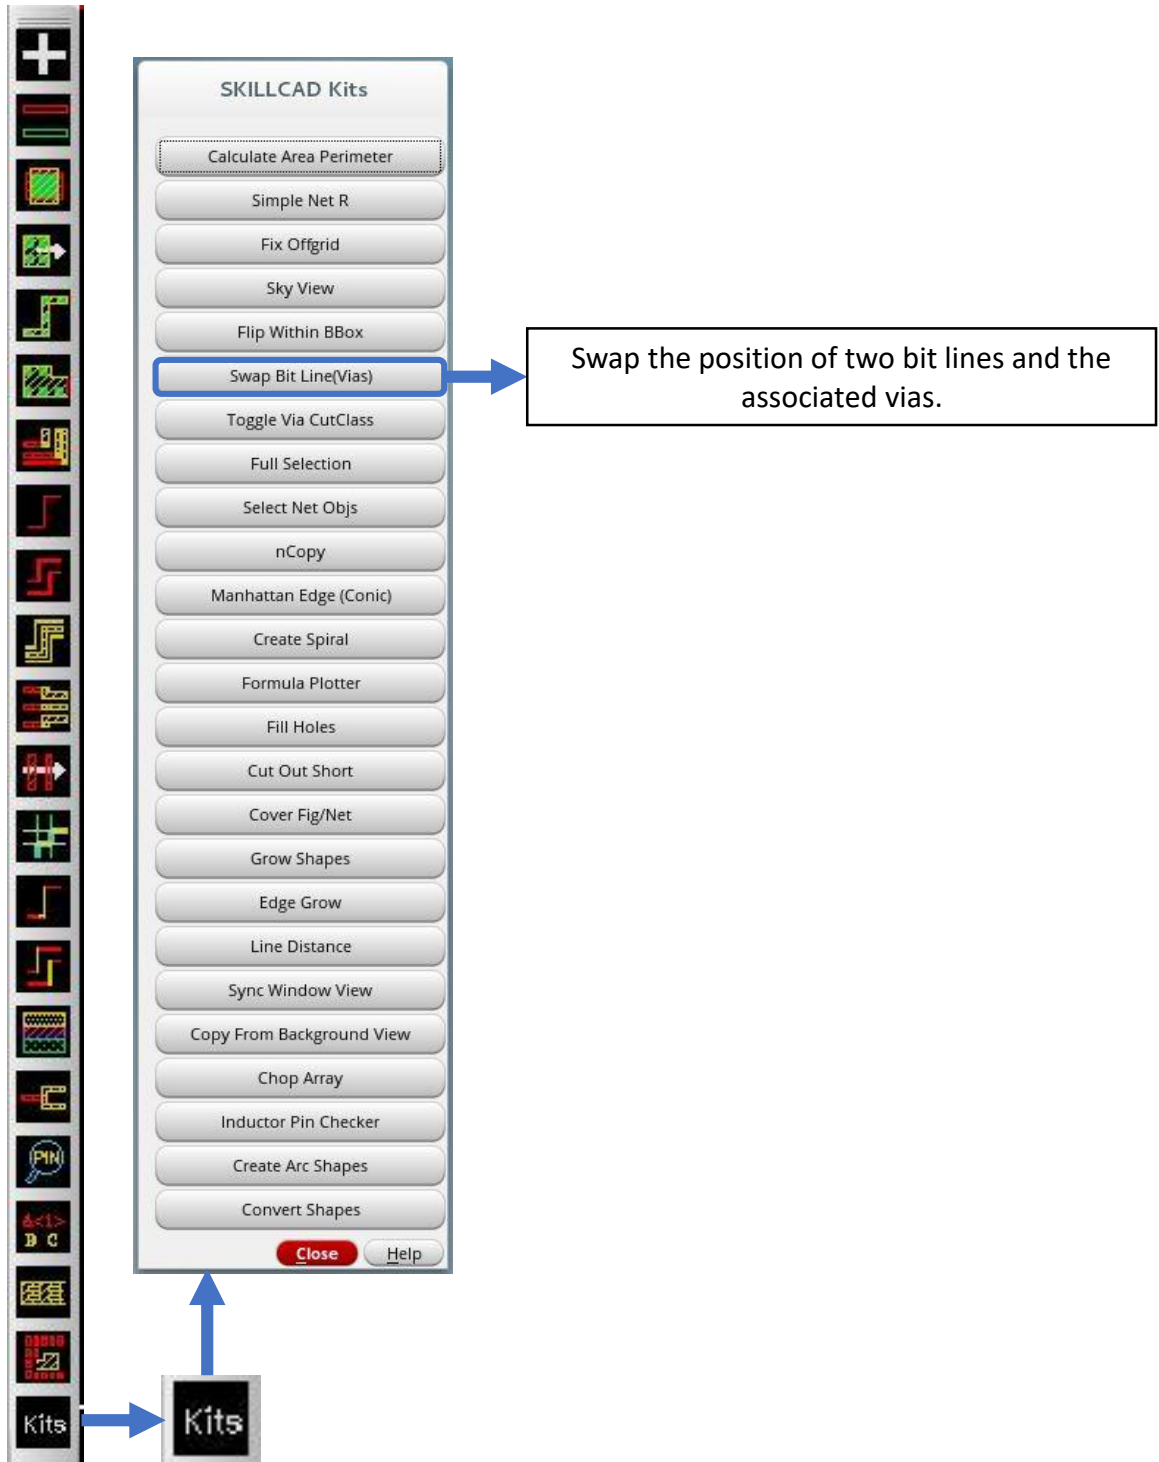 SKILLCAD Kits
Calculate Area Perimeter
Simple Net R
Fix Offgrid
Sky View
Flip Within BBox
Swap Bit Line(Vias)
Toggle Via CutClass
Full Selection
Select Net Objs
nCopy
Manhattan Edge (Conic)
Create Spiral
Formula Plotter
Fill Holes
Cut Out Short
Cover Fig/Net
Grow Shapes
Edge Grow
Line Distance
Sync Window View
Copy From Background View
Chop Array
Inductor Pin Checker
Create Arc Shapes
Convert Shapes
Close Help
Swap the position of two bit lines and the
associated vias.
PIN
&<1>
B C
Kits
Kits